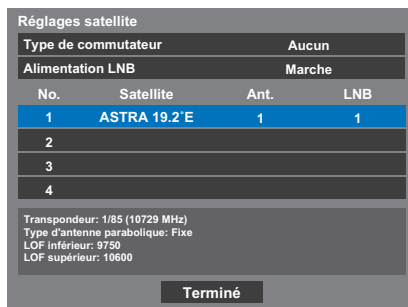 Réglages satellite
Type de commutateur Aucun
Alimentation LNB Marche
No. Satellite Ant. LNB
1 ASTRA 19.2˚E 1 1
2
3
4
Transpondeur: 1/85 (10729 MHz)
Type d'antenne parabolique: Fixe
LOF inférieur: 9750
LOF supérieur: 10600
Terminé